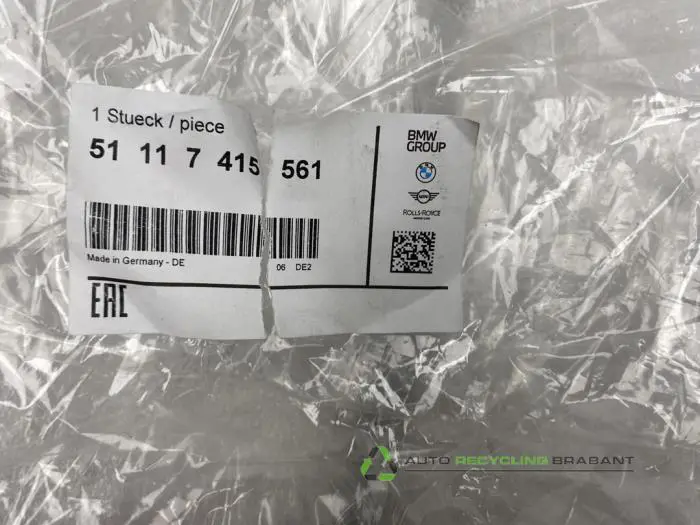 1 Stueck / piece
51 11 7 415 561
BMW
GROUP
MINI
ROLLS-ROYCE
Made in Germany - DE
06 DE2
EAC
AUTO RECYCLING BRABANT